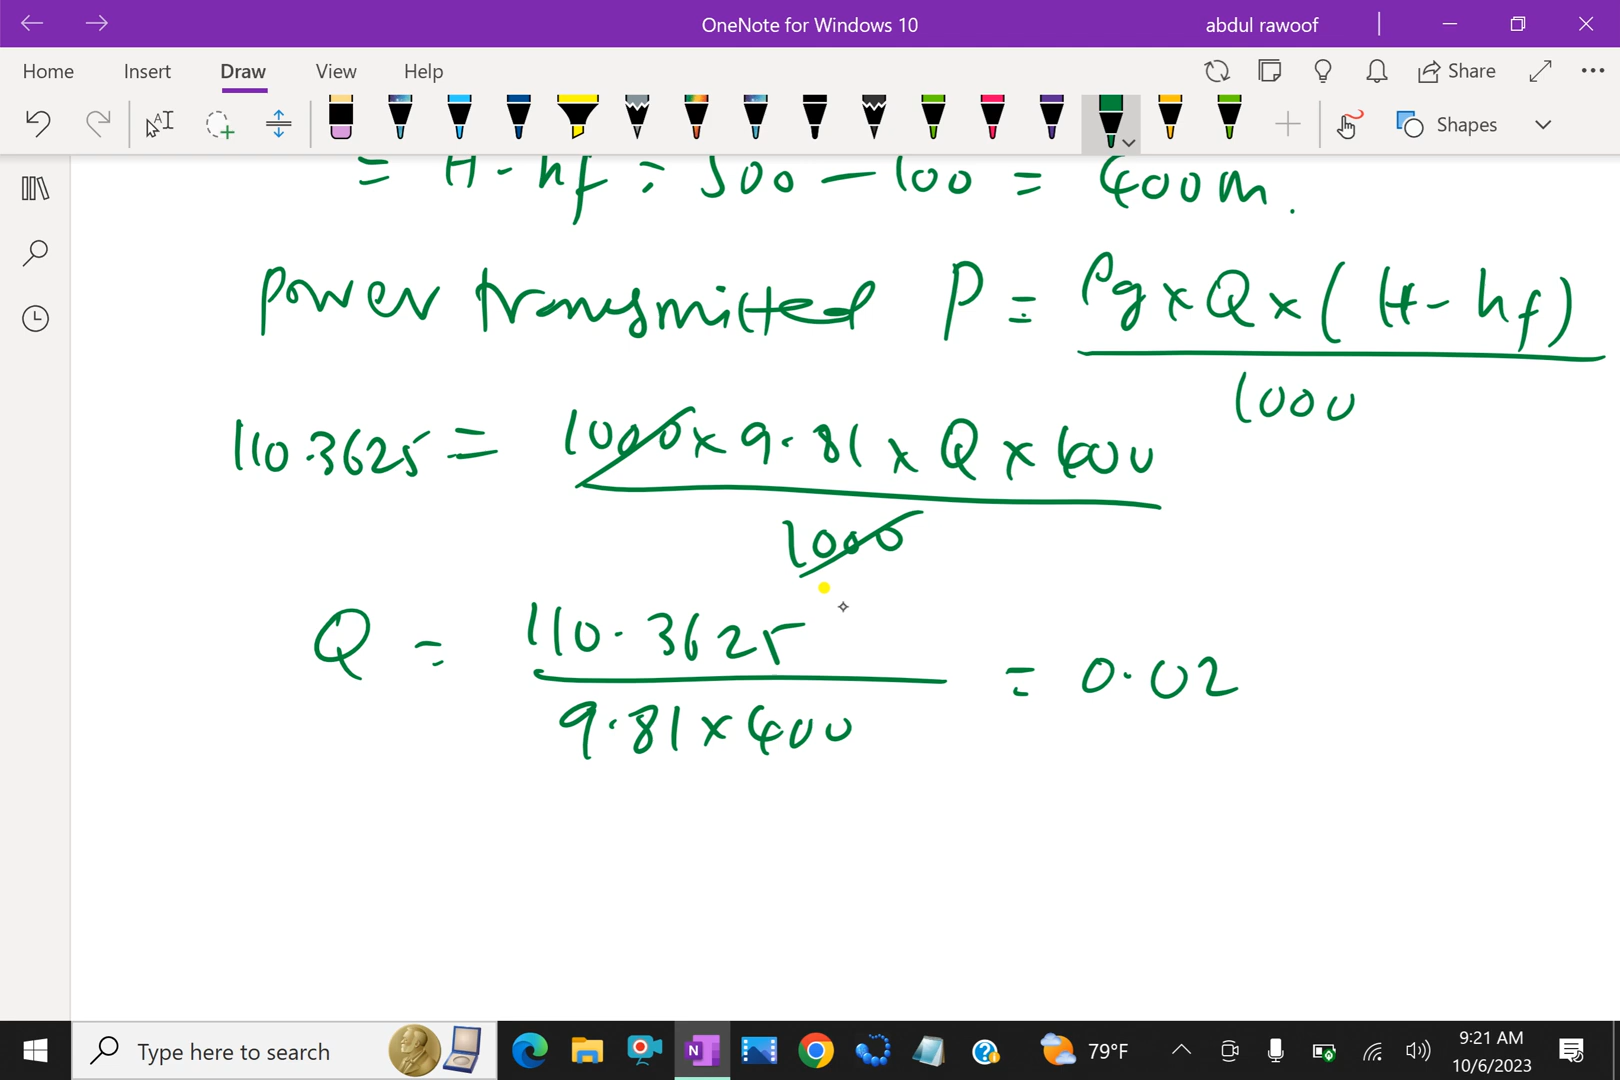 OneNote for Windows 10
abdul rawoof
Home Insert Draw View Help
Share
Shapes
= H - hf = 500 - 100 = 400m.
Power transmitted P = ρg x Q x (H - hf)
1000
110.3625 = 1000 x 9.81 x Q x 400
1000
Q = 110.3625
9.81 x 400
= 0.02
Type here to search
79°F
9:21 AM
10/6/2023